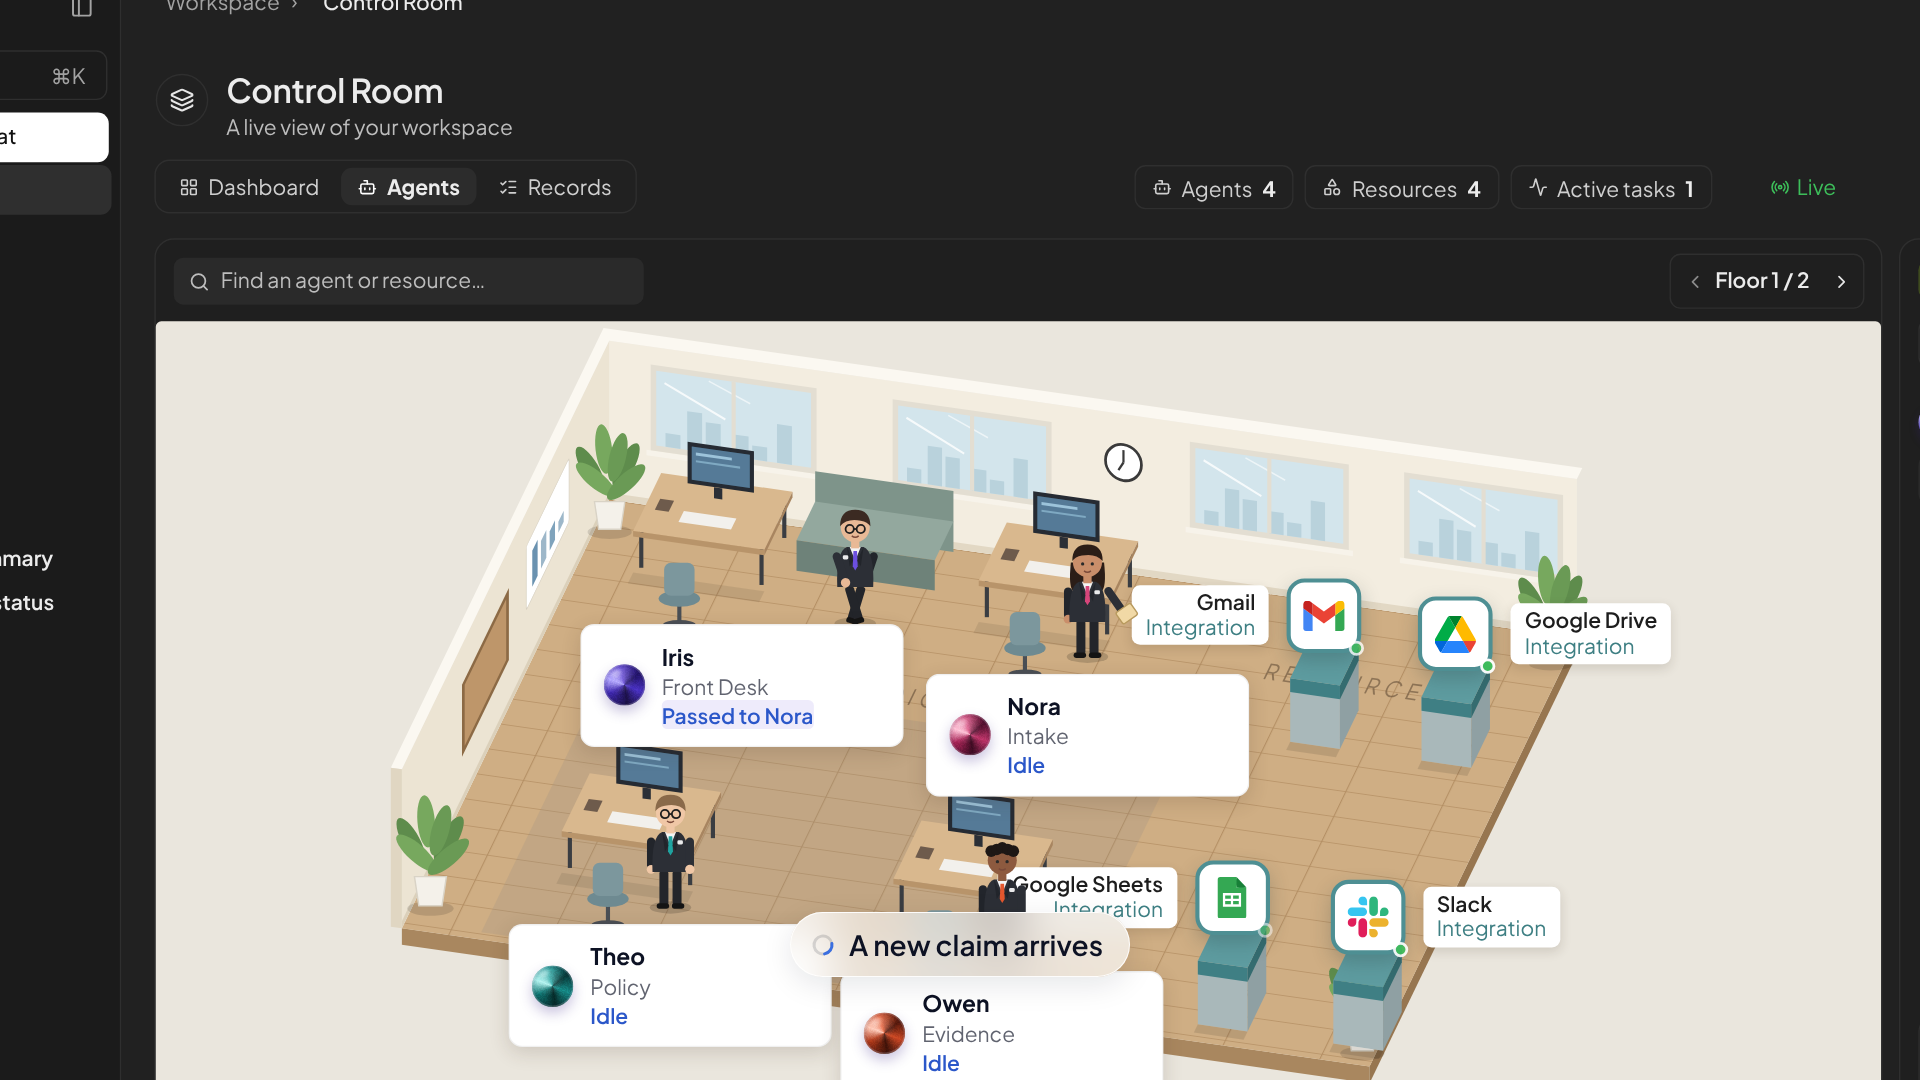 Workspace › Control Room
⌘K
at
Control Room
A live view of your workspace
Dashboard
Agents
Records
Agents 4
Resources 4
Active tasks 1
Live
Find an agent or resource...
Floor 1 / 2
mary
status
Gmail
Integration
Google Drive
Integration
Iris
Front Desk
Passed to Nora
Nora
Intake
Idle
Google Sheets
Integration
Slack
Integration
A new claim arrives
Theo
Policy
Idle
Owen
Evidence
Idle